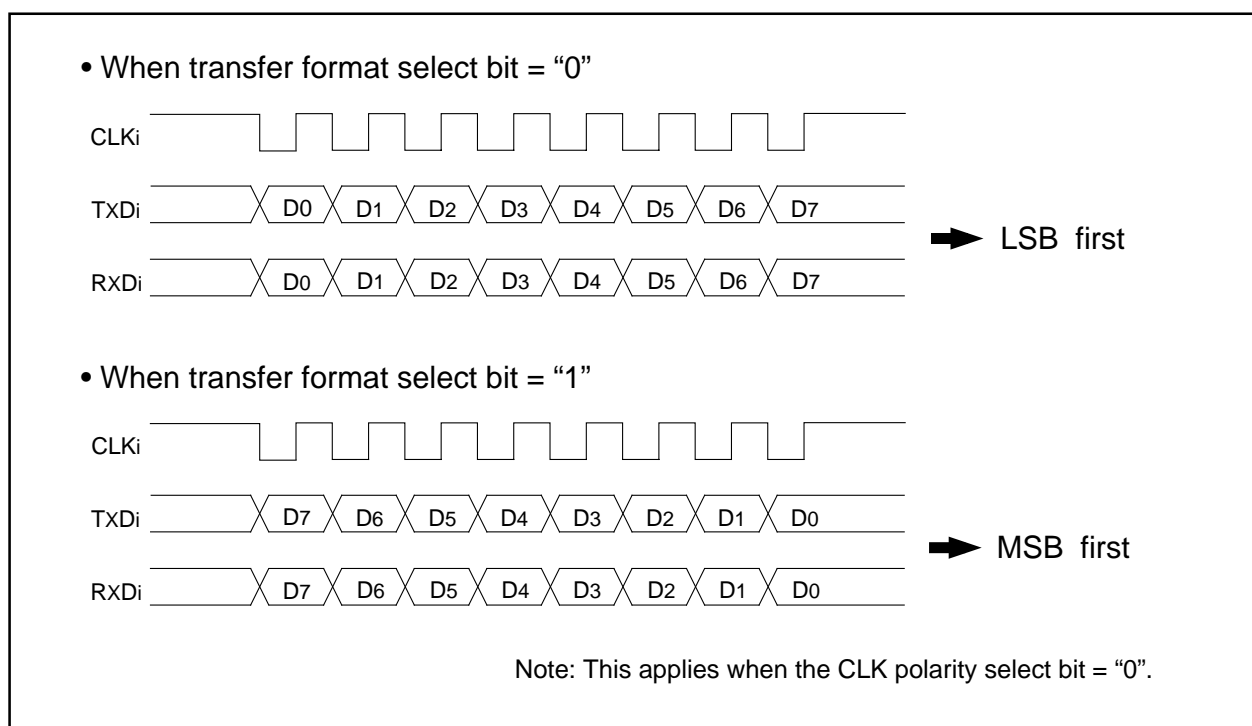 • When transfer format select bit = “0”
CLKi
TXDi D0 D1 D2 D3 D4 D5 D6 D7
RXDi D0 D1 D2 D3 D4 D5 D6 D7
LSB first
• When transfer format select bit = “1”
CLKi
TXDi D7 D6 D5 D4 D3 D2 D1 D0
RXDi D7 D6 D5 D4 D3 D2 D1 D0
MSB first
Note: This applies when the CLK polarity select bit = “0”.